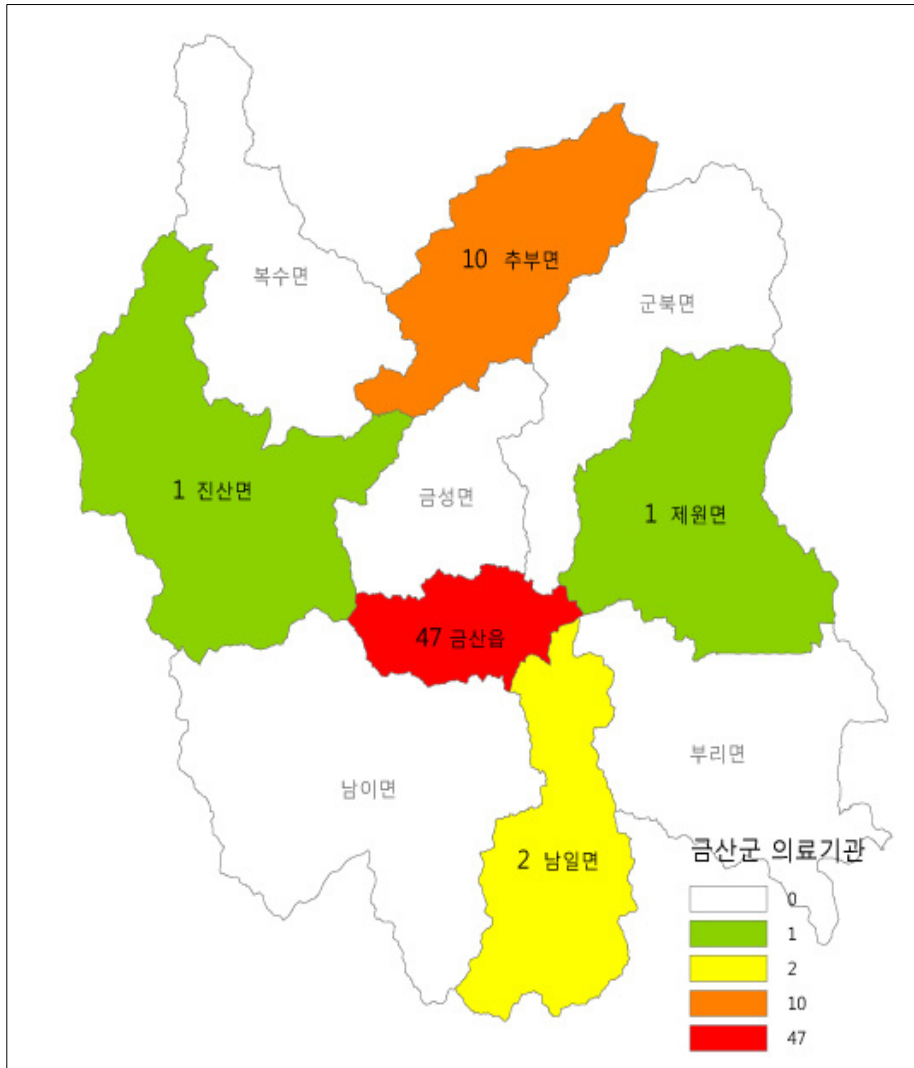 10 추부면
복수면
군북면
1 진산면
금성면
1 제원면
47 금산읍
부리면
남이면
2 남일면
금산군 의료기관
0
1
2
10
47